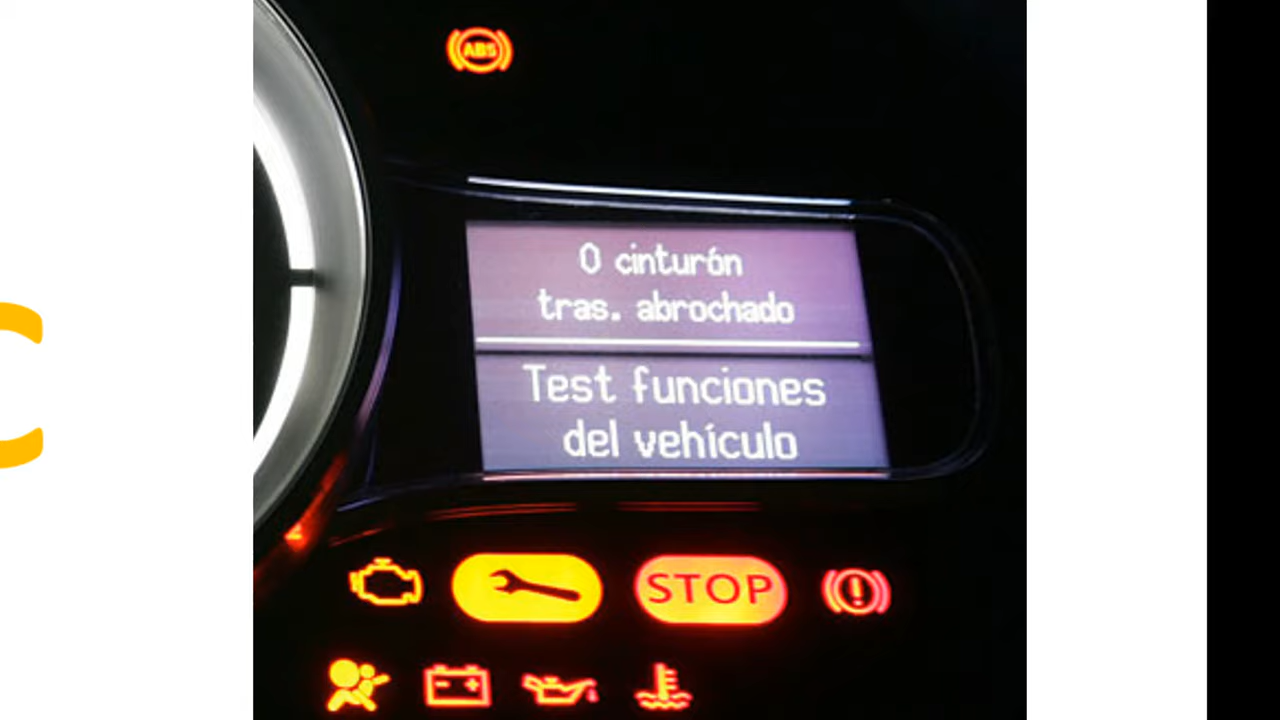 C
ABS
0 cinturón
tras. abrochado
Test funciones
del vehículo
STOP